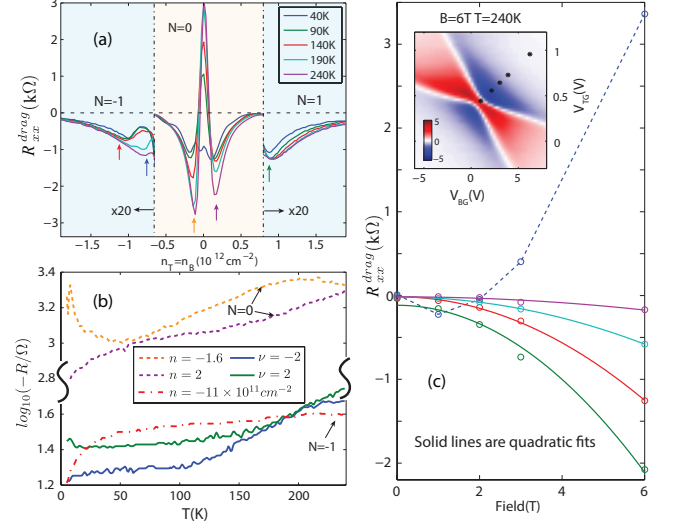 (a)
N=0
N=-1
N=1
40K
90K
140K
190K
240K
R_xx^drag (kΩ)
3
2
1
0
−1
−2
−3
x20
x20
−1.5
−1
−0.5
0
0.5
1
1.5
n_T=n_B(10^12 cm^-2)
(b)
N=0
n = −1.6
n = 2
n = −11 × 10^11 cm^−2
ν = −2
ν = 2
N=-1
log_10(−R/Ω)
3.4
3.2
3
2.8
1.6
1.4
1.2
0
50
100
150
200
T(K)
B=6T T=240K
1
0.5
0
V_TG(V)
5
0
−5
−5
0
5
V_BG(V)
R_xx^drag (kΩ)
3
2
1
0
−1
−2
(c)
Solid lines are quadratic fits
0
2
4
6
Field(T)